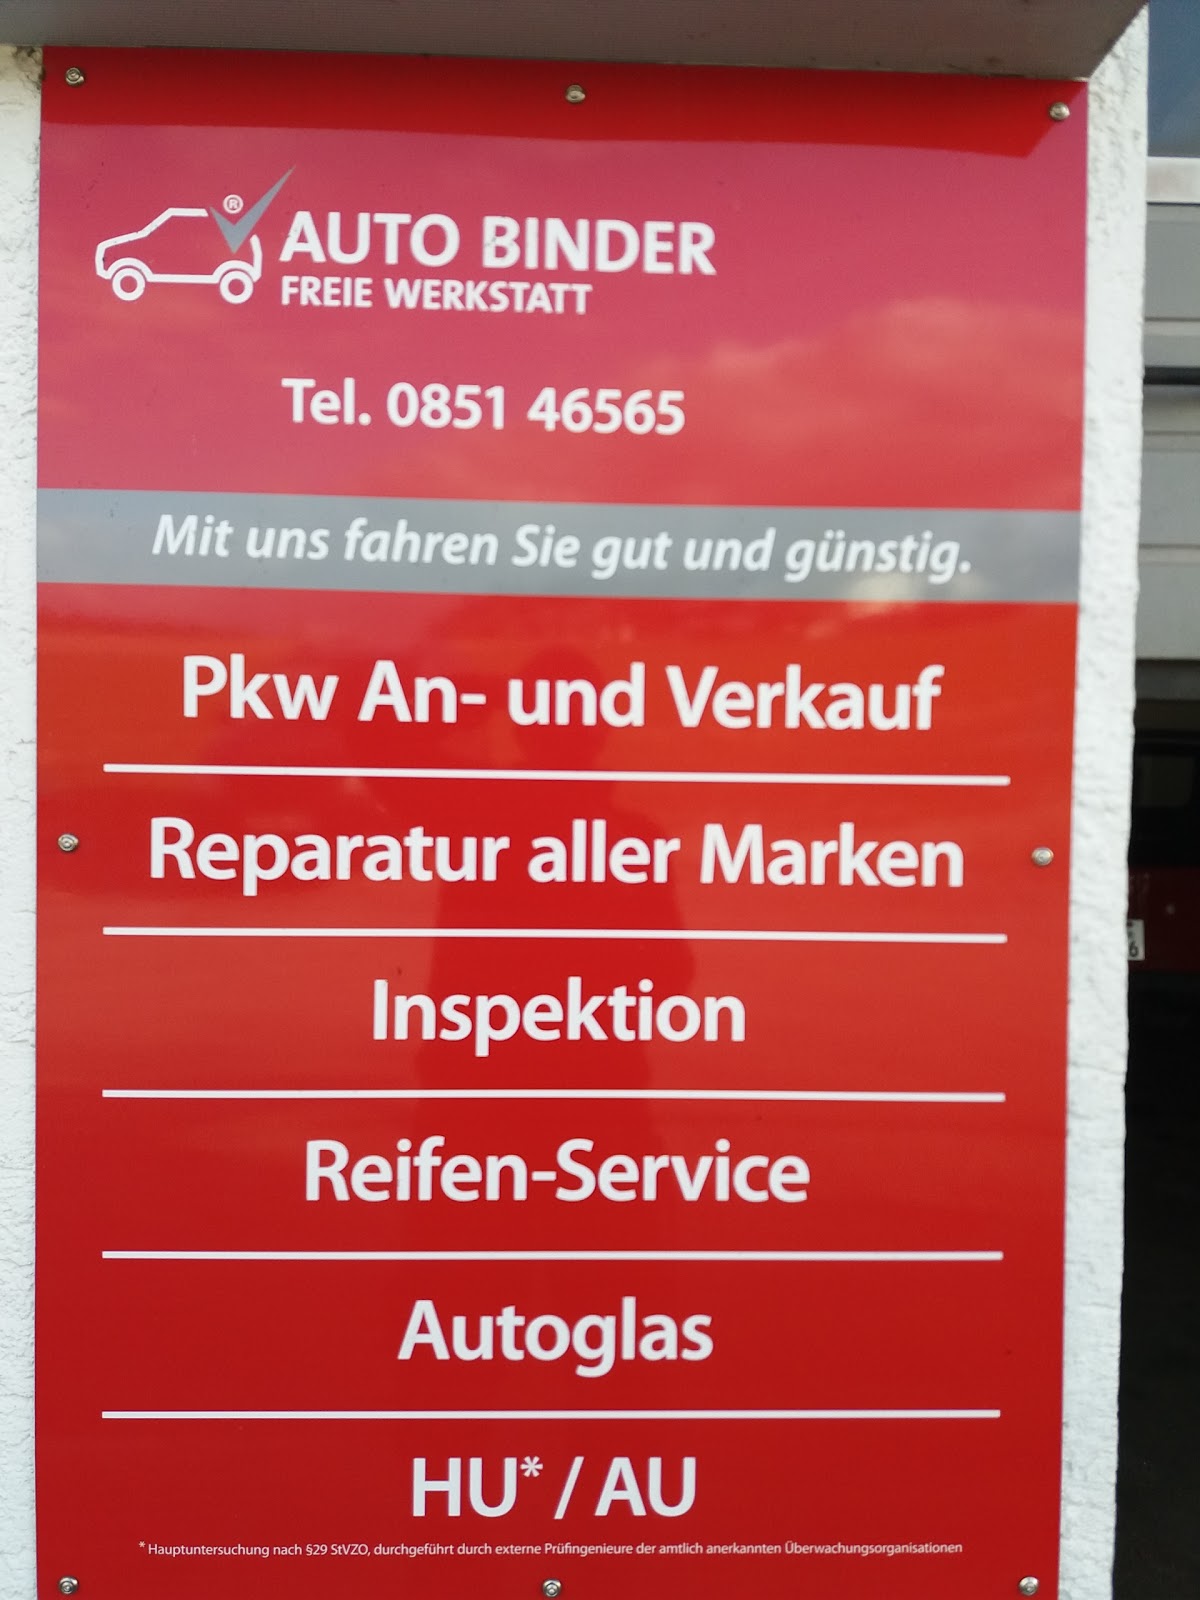 ®
AUTO BINDER
FREIE WERKSTATT
Tel. 0851 46565
Mit uns fahren Sie gut und günstig.
Pkw An- und Verkauf
Reparatur aller Marken
Inspektion
Reifen-Service
Autoglas
HU* / AU
* Hauptuntersuchung nach §29 StVZO, durchgeführt durch externe Prüfingenieure der amtlich anerkannten Überwachungsorganisationen